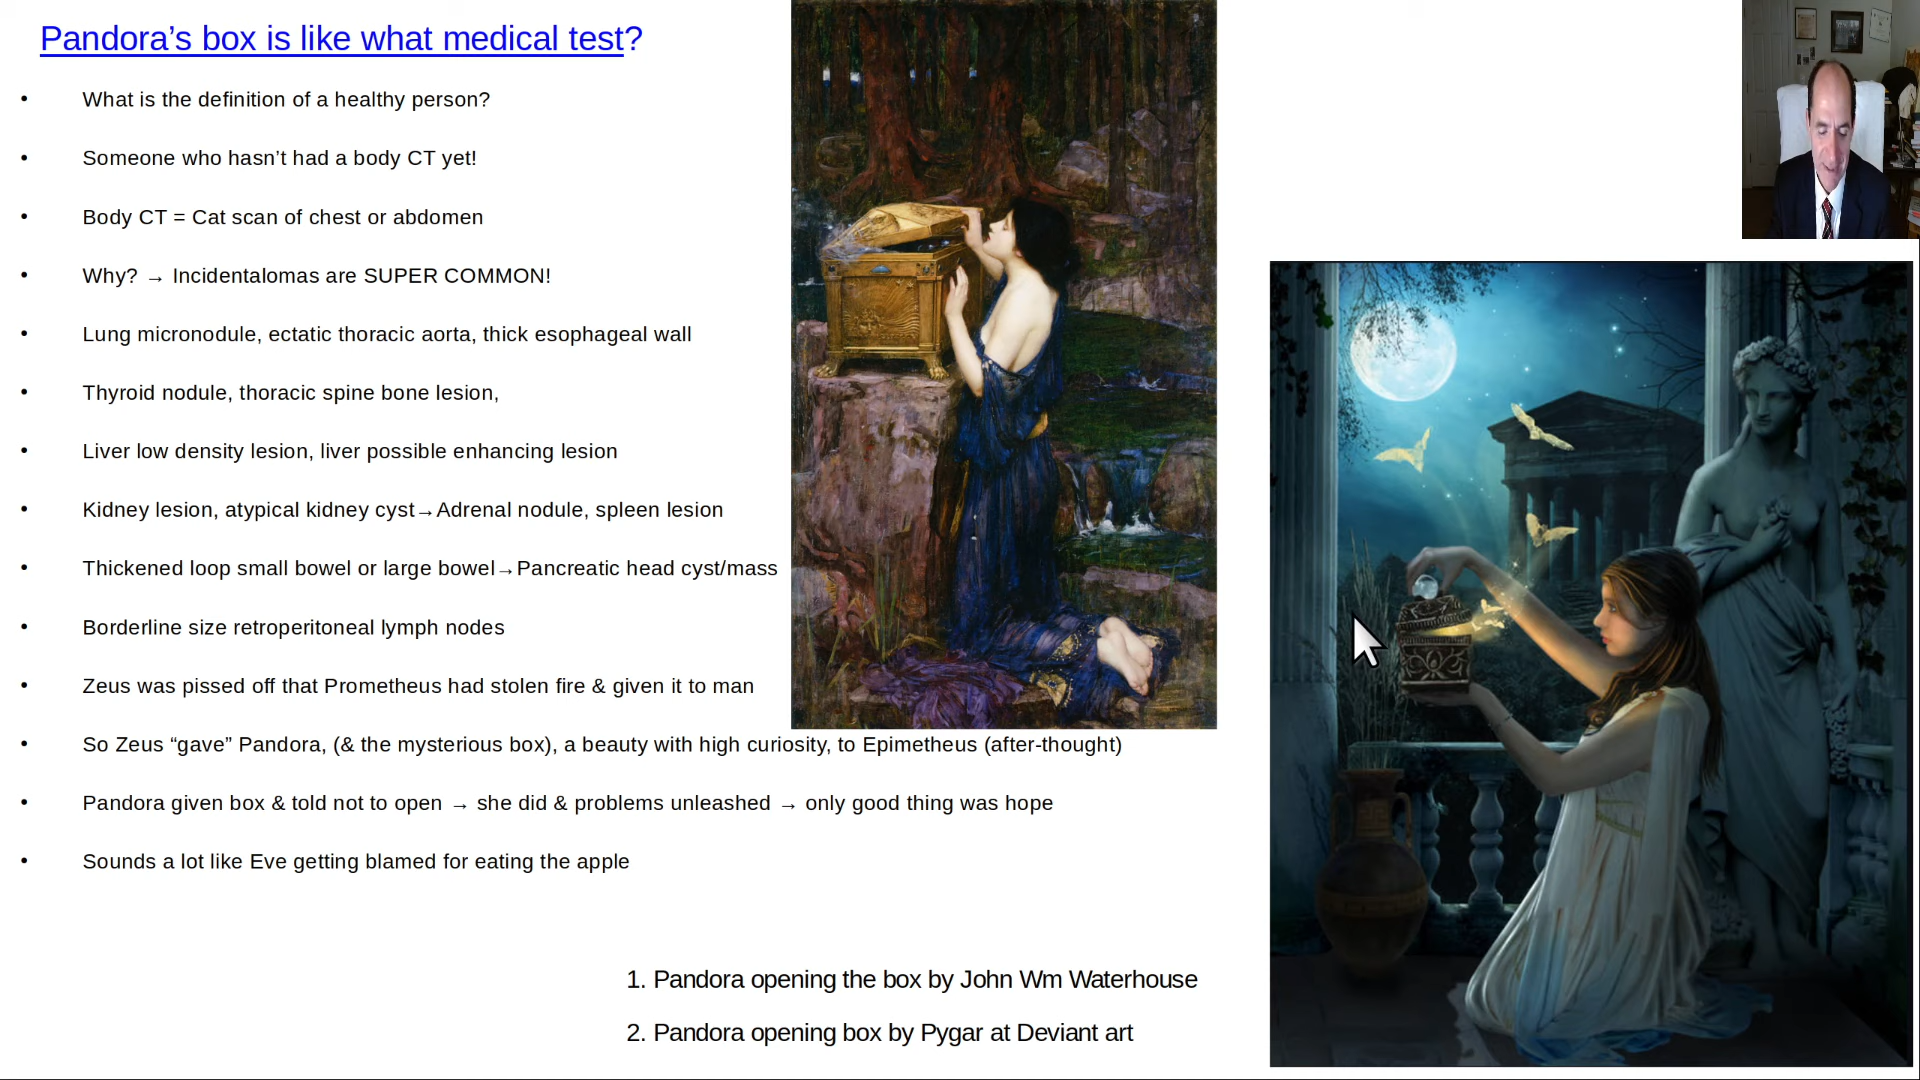 Pandora’s box is like what medical test?
• What is the definition of a healthy person?
• Someone who hasn’t had a body CT yet!
• Body CT = Cat scan of chest or abdomen
• Why? → Incidentalomas are SUPER COMMON!
• Lung micronodule, ectatic thoracic aorta, thick esophageal wall
• Thyroid nodule, thoracic spine bone lesion,
• Liver low density lesion, liver possible enhancing lesion
• Kidney lesion, atypical kidney cyst→Adrenal nodule, spleen lesion
• Thickened loop small bowel or large bowel→Pancreatic head cyst/mass
• Borderline size retroperitoneal lymph nodes
• Zeus was pissed off that Prometheus had stolen fire & given it to man
• So Zeus “gave” Pandora, (& the mysterious box), a beauty with high curiosity, to Epimetheus (after-thought)
• Pandora given box & told not to open → she did & problems unleashed → only good thing was hope
• Sounds a lot like Eve getting blamed for eating the apple
1. Pandora opening the box by John Wm Waterhouse
2. Pandora opening box by Pygar at Deviant art